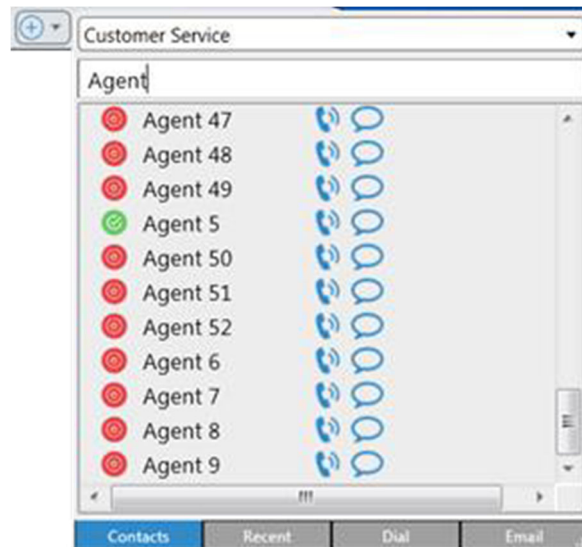 Customer Service
Agent
Agent 47
Agent 48
Agent 49
Agent 5
Agent 50
Agent 51
Agent 52
Agent 6
Agent 7
Agent 8
Agent 9
Contacts Recent Dial Email